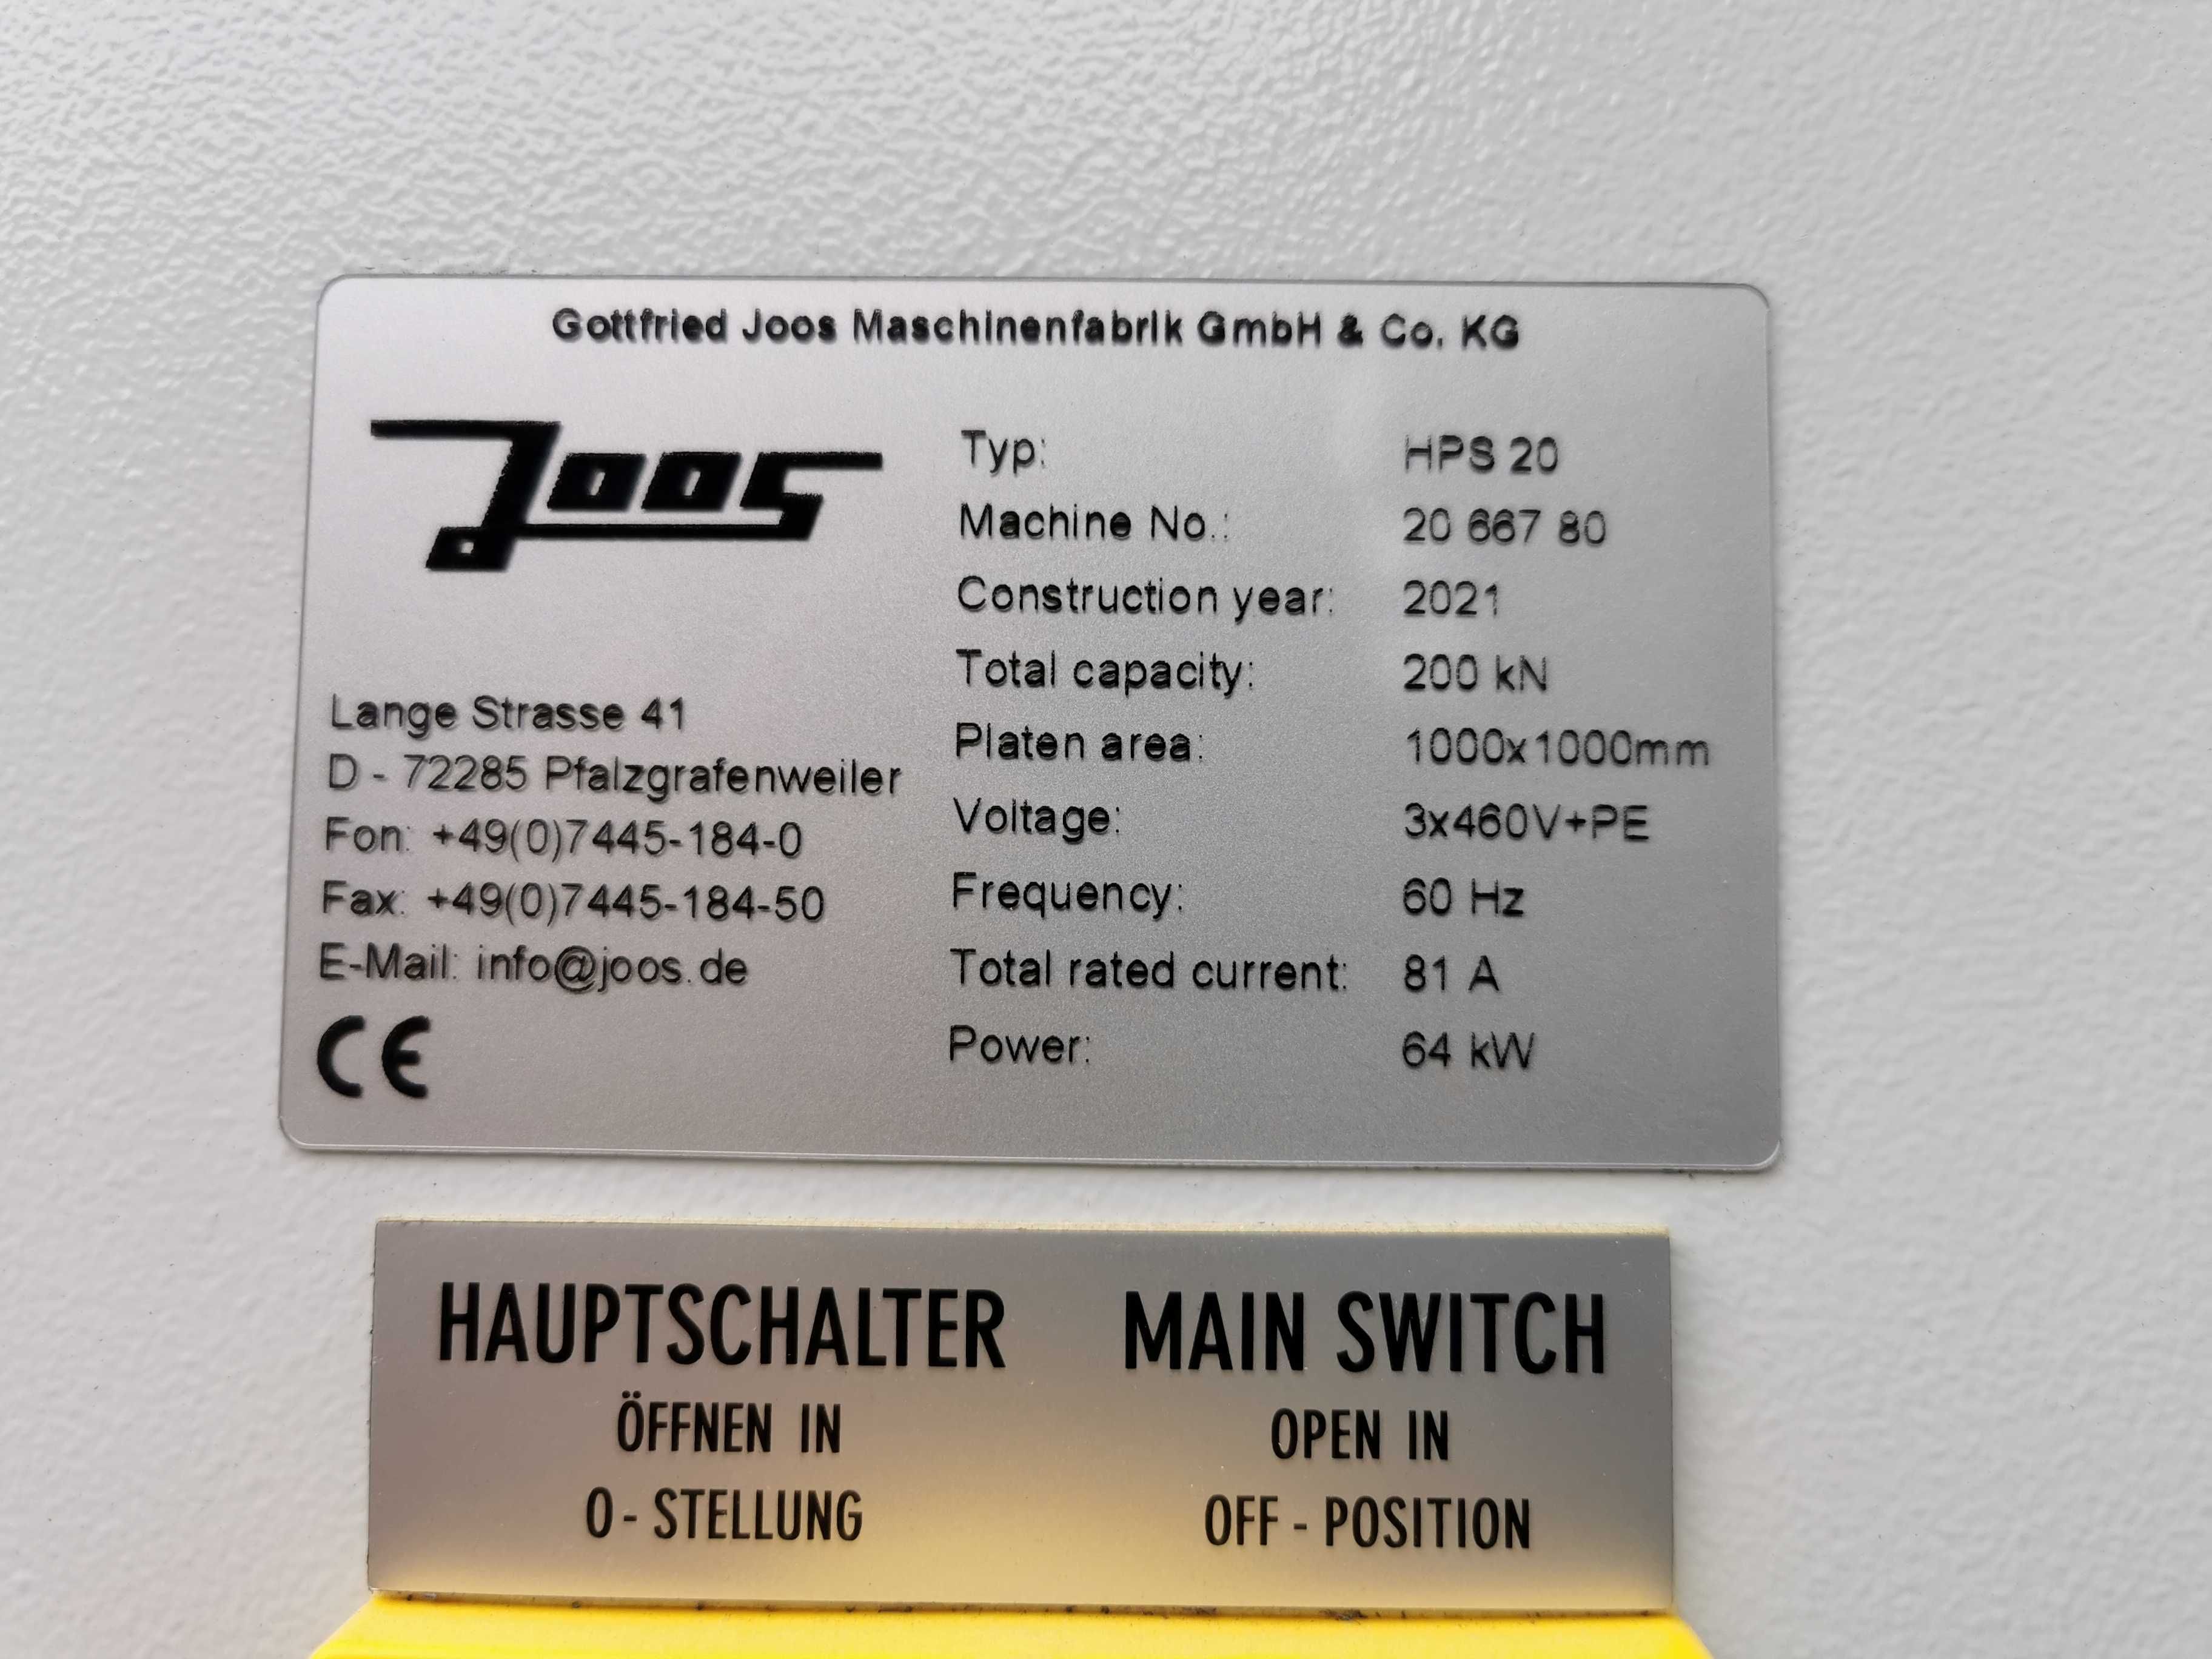 Gottfried Joos Maschinenfabrik GmbH & Co. KG
Joos
Lange Strasse 41
D - 72285 Pfalzgrafenweiler
Fon: +49(0)7445-184-0
Fax: +49(0)7445-184-50
E-Mail: info@joos.de
CE
Typ: HPS 20
Machine No.: 20 667 80
Construction year: 2021
Total capacity: 200 kN
Platen area: 1000x1000mm
Voltage: 3x460V+PE
Frequency: 60 Hz
Total rated current: 81 A
Power: 64 kW
HAUPTSCHALTER
ÖFFNEN IN
0 - STELLUNG
MAIN SWITCH
OPEN IN
OFF - POSITION